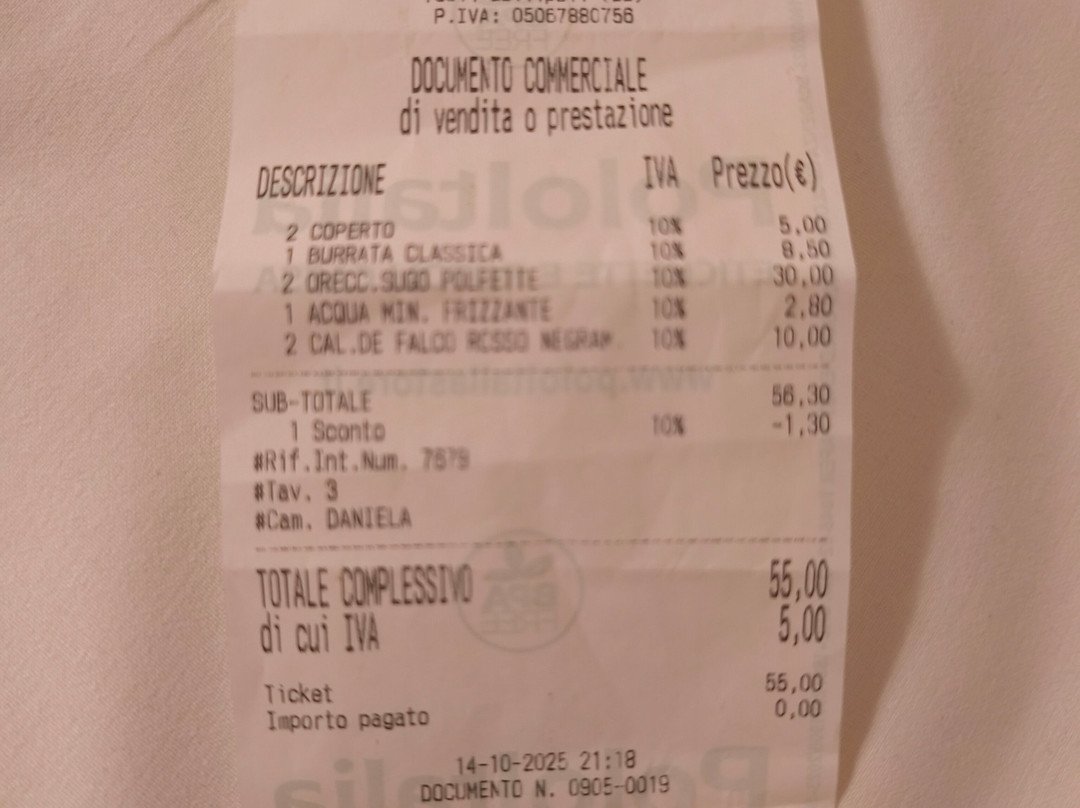 P.IVA: 05067880756
DOCUMENTO COMMERCIALE
di vendita o prestazione
DESCRIZIONE IVA Prezzo(€)
2 COPERTO 10% 5,00
1 BURRATA CLASSICA 10% 8,50
2 ORECC.SUGO POLPETTE 10% 30,00
1 ACQUA MIN. FRIZZANTE 10% 2,80
2 CAL.DE FALCO ROSSO NEGRAM. 10% 10,00
SUB-TOTALE 56,30
1 Sconto 10% -1,30
#Rif.Int.Num. 7679
#Tav. 3
#Cam. DANIELA
TOTALE COMPLESSIVO 55,00
di cui IVA 5,00
Ticket 55,00
Importo pagato 0,00
14-10-2025 21:18
DOCUMENTO N. 0905-0019